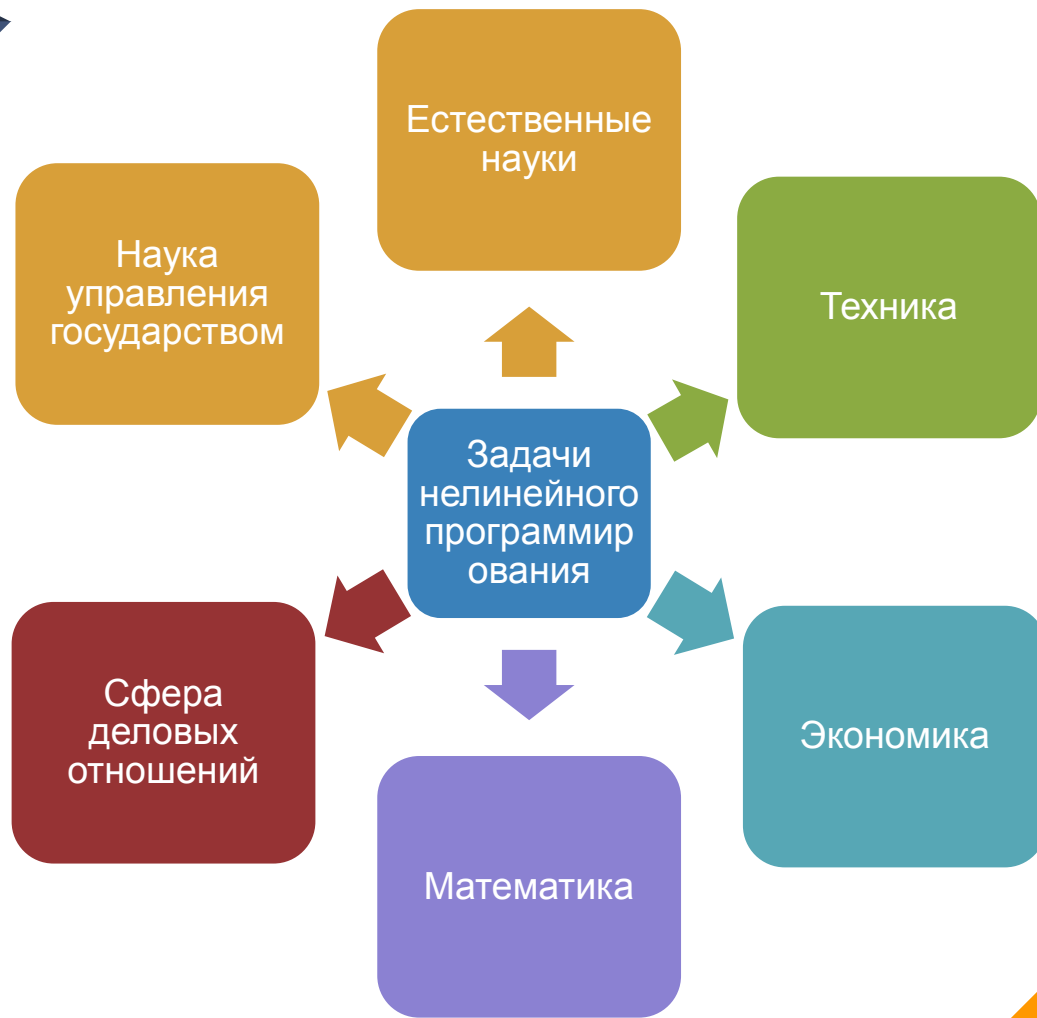 Естественные
науки
Наука
управления
государством
Техника
Задачи
нелинейного
программир
ования
Сфера
деловых
отношений
Экономика
Математика